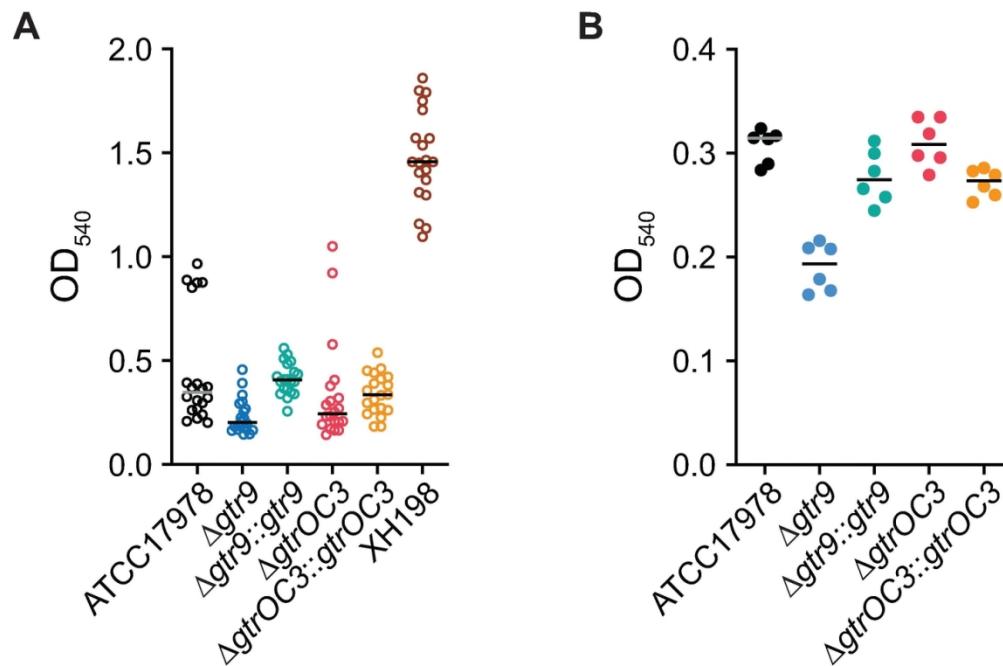 A
2.0
1.5
1.0
0.5
0.0
OD540
ATCC17978
Δgtr9
Δgtr9::gtr9
ΔgtrOC3
ΔgtrOC3::gtrOC3
XH198
B
0.4
0.3
0.2
0.1
0.0
OD540
ATCC17978
Δgtr9
Δgtr9::gtr9
ΔgtrOC3
ΔgtrOC3::gtrOC3